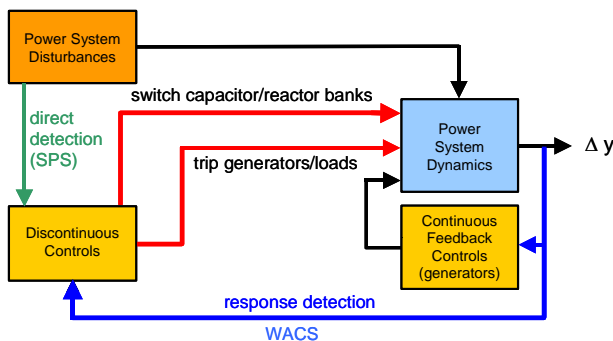 Power System
Disturbances
direct
detection
(SPS)
switch capacitor/reactor banks
trip generators/loads
Power
System
Dynamics
Δ y
Discontinuous
Controls
Continuous
Feedback
Controls
(generators)
response detection
WACS